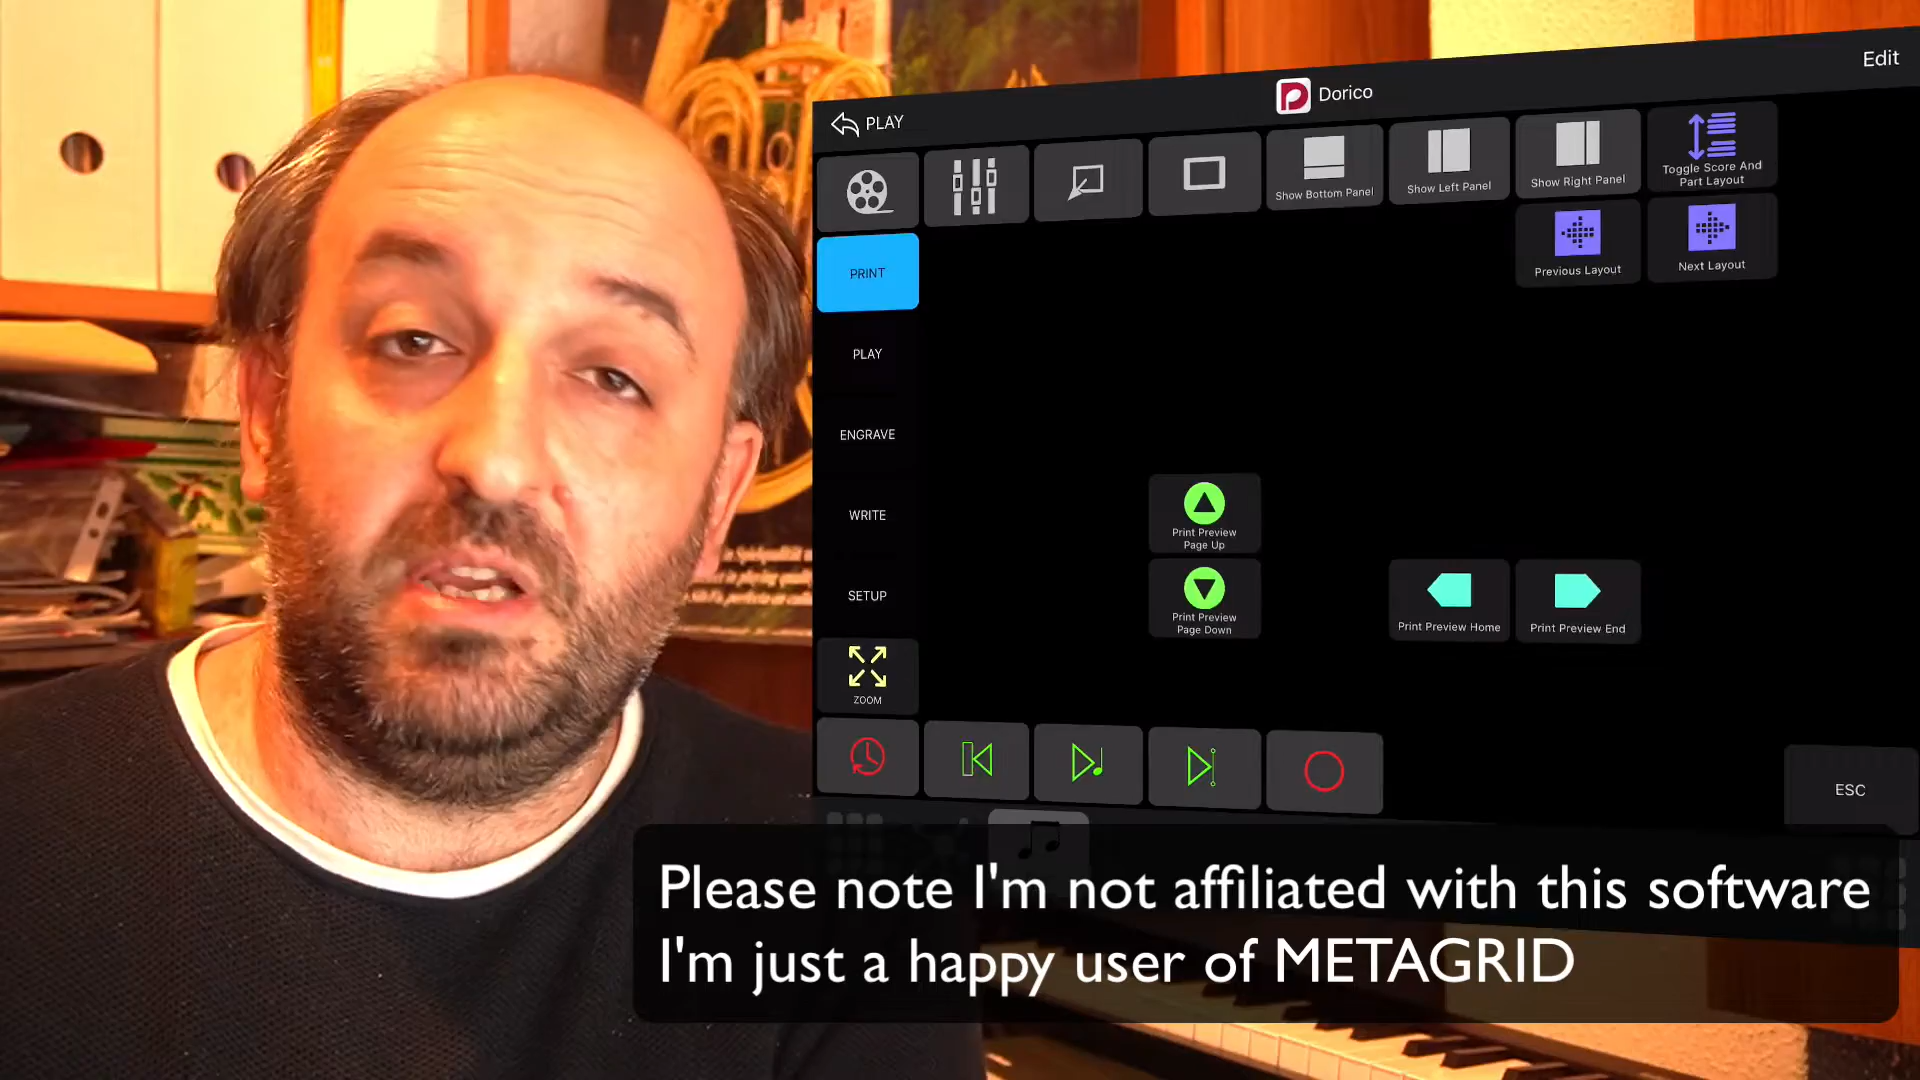 Edit
Dorico
PLAY
Show Bottom Panel
Show Left Panel
Show Right Panel
Toggle Score And
Part Layout
PRINT
Previous Layout
Next Layout
PLAY
ENGRAVE
WRITE
Print Preview
Page Up
SETUP
Print Preview
Page Down
Print Preview Home
Print Preview End
ZOOM
ESC
Please note I'm not affiliated with this software
I'm just a happy user of METAGRID